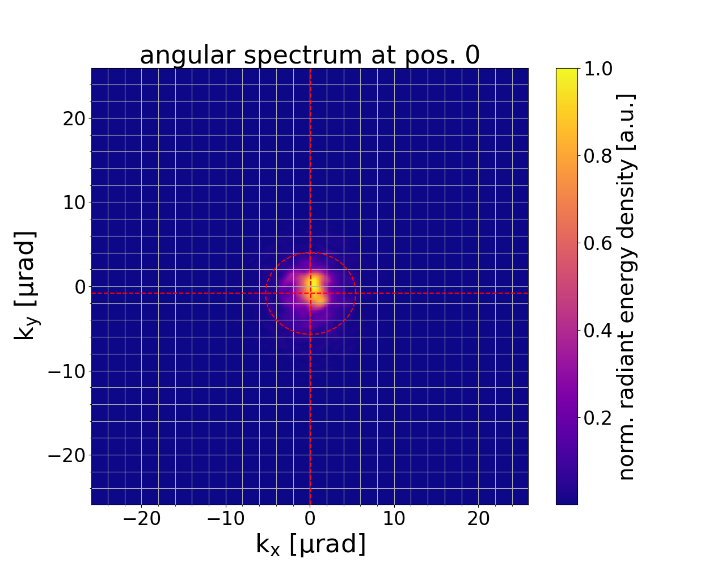 angular spectrum at pos. 0
20
10
0
−10
−20
k_y [μrad]
−20 −10 0 10 20
k_x [μrad]
1.0
0.8
0.6
0.4
0.2
norm. radiant energy density [a.u.]